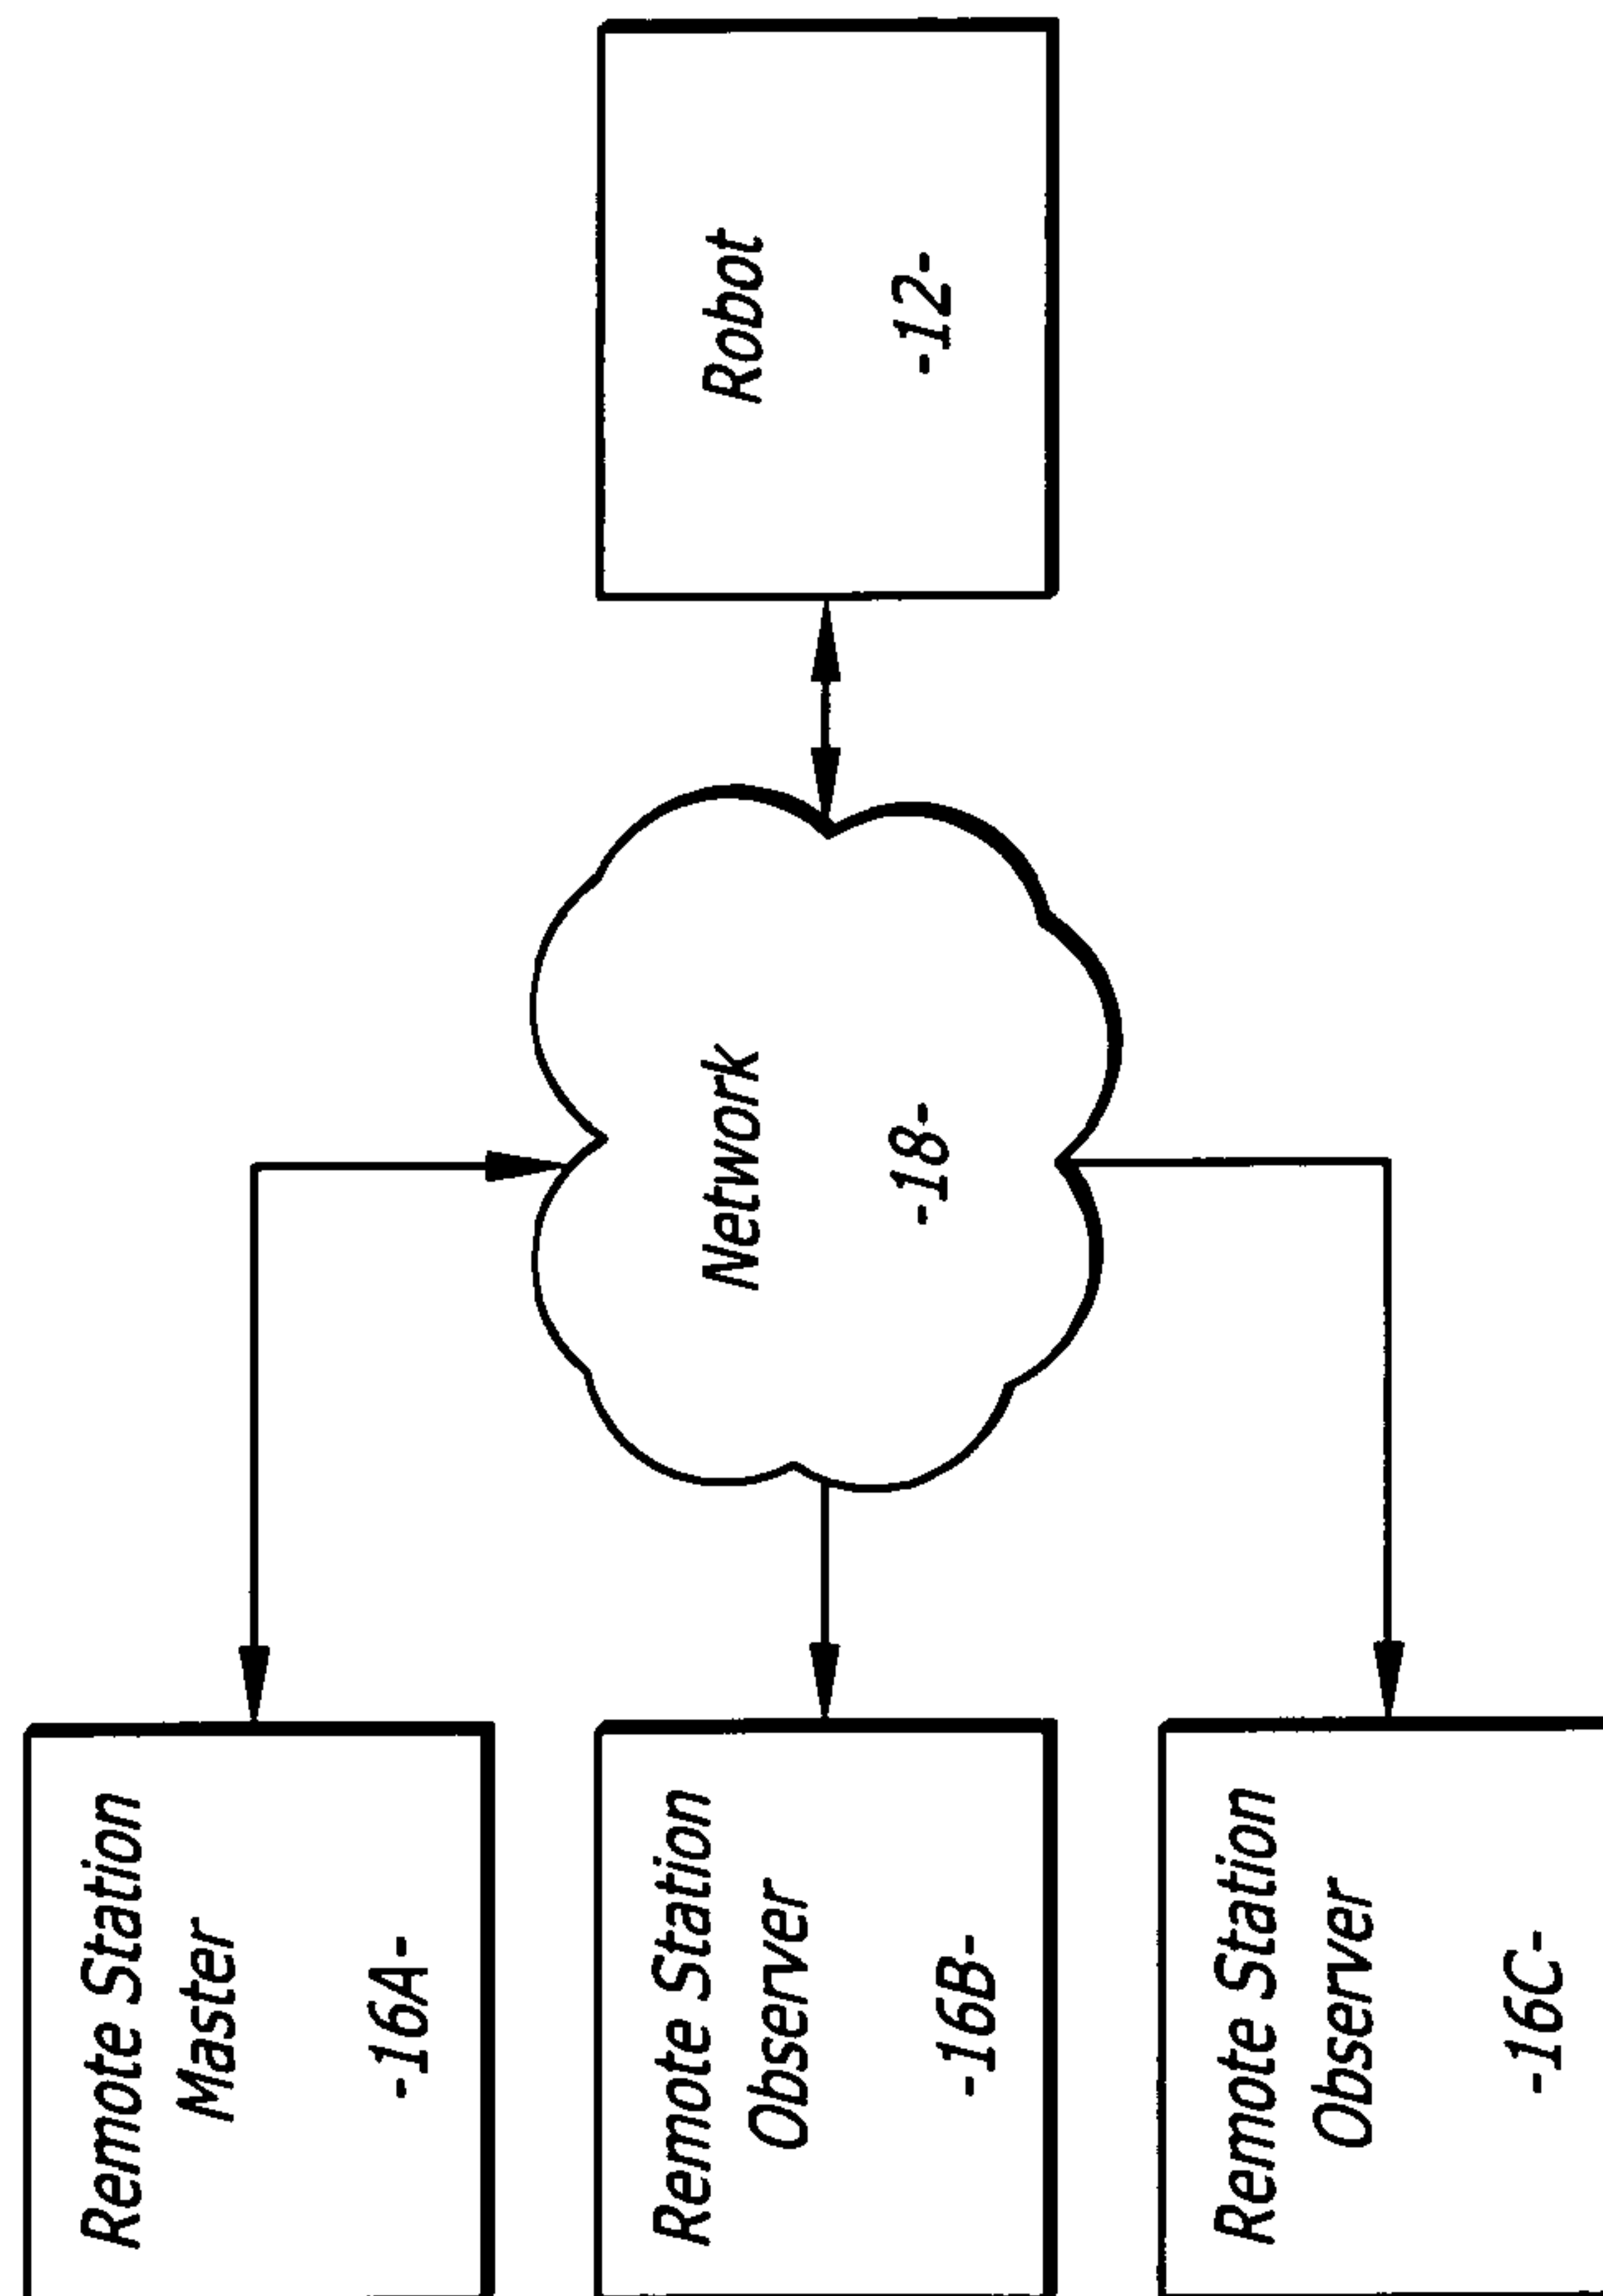 Remote Station
Master
-16A-
Remote Station
Observer
-16B-
Remote Station
Observer
-16C-
Network
-18-
Robot
-12-